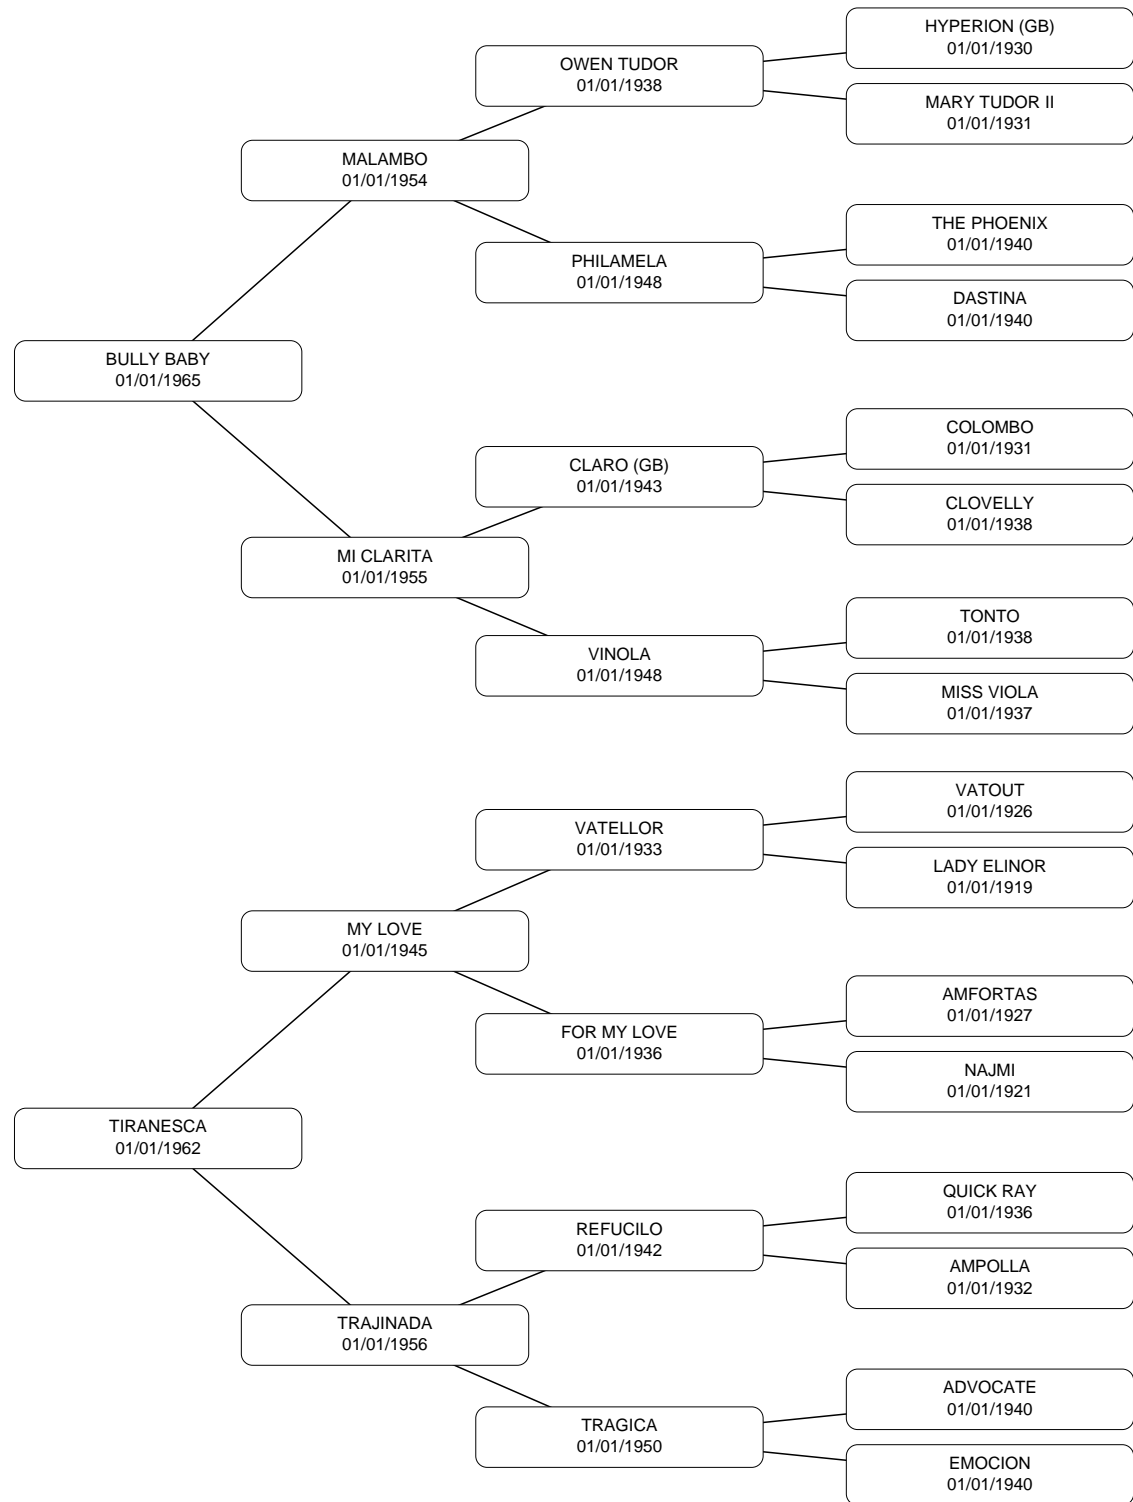 HYPERION (GB)
01/01/1930
OWEN TUDOR
01/01/1938
MARY TUDOR II
01/01/1931
MALAMBO
01/01/1954
THE PHOENIX
01/01/1940
PHILAMELA
01/01/1948
DASTINA
01/01/1940
BULLY BABY
01/01/1965
COLOMBO
01/01/1931
CLARO (GB)
01/01/1943
CLOVELLY
01/01/1938
MI CLARITA
01/01/1955
TONTO
01/01/1938
VINOLA
01/01/1948
MISS VIOLA
01/01/1937
VATOUT
01/01/1926
VATELLOR
01/01/1933
LADY ELINOR
01/01/1919
MY LOVE
01/01/1945
AMFORTAS
01/01/1927
FOR MY LOVE
01/01/1936
NAJMI
01/01/1921
TIRANESCA
01/01/1962
QUICK RAY
01/01/1936
REFUCILO
01/01/1942
AMPOLLA
01/01/1932
TRAJINADA
01/01/1956
ADVOCATE
01/01/1940
TRAGICA
01/01/1950
EMOCION
01/01/1940